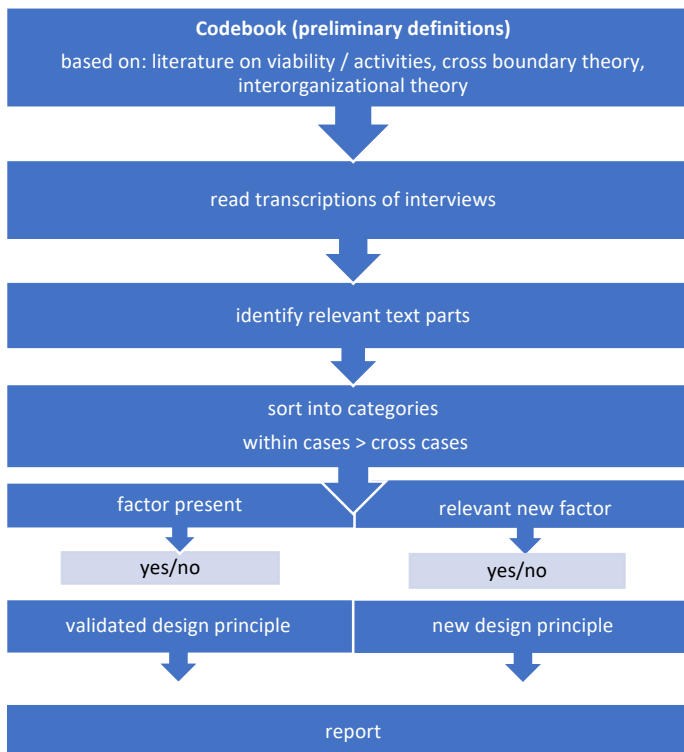 Codebook (preliminary definitions)
based on: literature on viability / activities, cross boundary theory,
interorganizational theory
read transcriptions of interviews
identify relevant text parts
sort into categories
within cases > cross cases
factor present
relevant new factor
yes/no
yes/no
validated design principle
new design principle
report